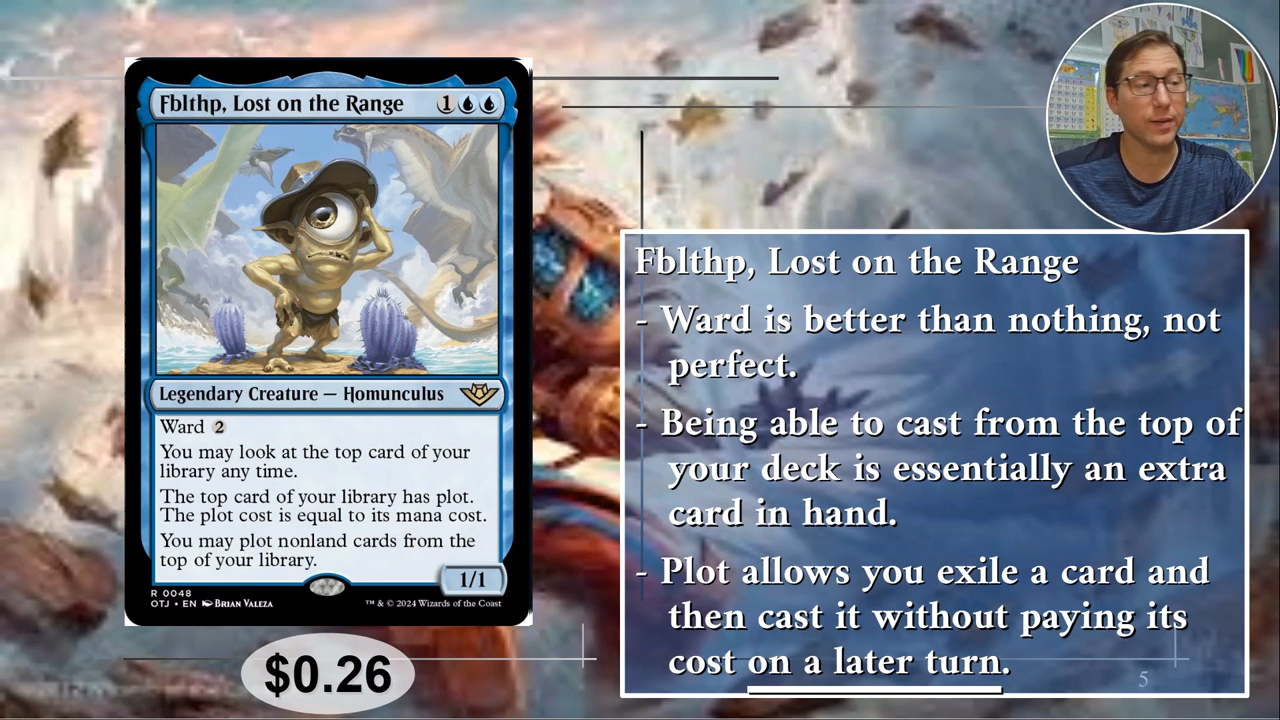 Fblthp, Lost on the Range 1
Legendary Creature — Homunculus
Ward 2
You may look at the top card of your
library any time.
The top card of your library has plot.
The plot cost is equal to its mana cost.
You may plot nonland cards from the
top of your library.
1/1
R 0048
OTJ • EN Brian Valeza
™ & © 2024 Wizards of the Coast
$0.26
Fblthp, Lost on the Range
- Ward is better than nothing, not
perfect.
- Being able to cast from the top of
your deck is essentially an extra
card in hand.
- Plot allows you exile a card and
then cast it without paying its
cost on a later turn.
5